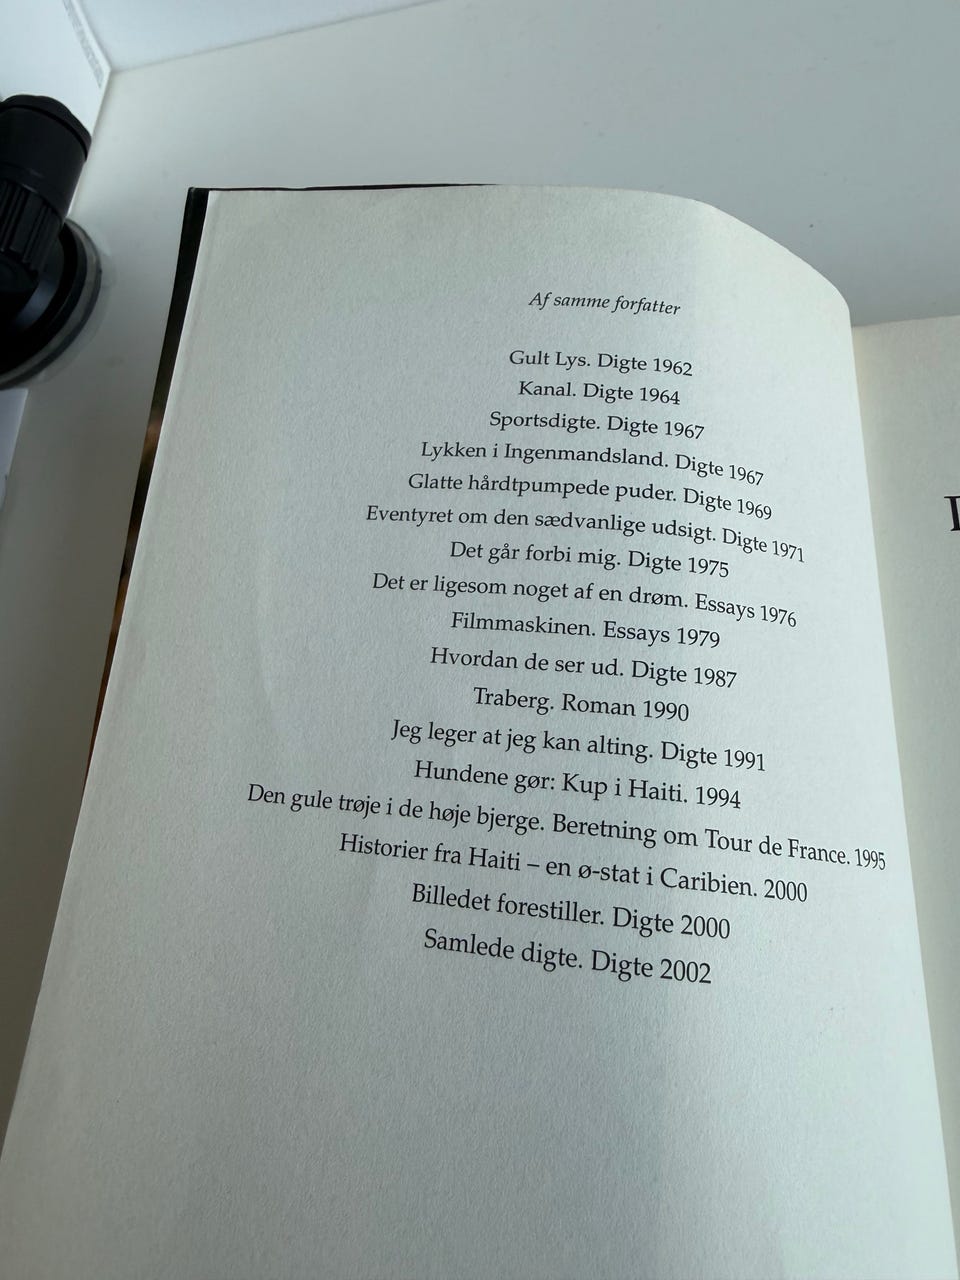 Af samme forfatter
Gult Lys. Digte 1962
Kanal. Digte 1964
Sportsdigte. Digte 1967
Lykken i Ingenmandsland. Digte 1967
Glatte hårdtpumpede puder. Digte 1969
Eventyret om den sædvanlige udsigt. Digte 1971
Det går forbi mig. Digte 1975
Det er ligesom noget af en drøm. Essays 1976
Filmmaskinen. Essays 1979
Hvordan de ser ud. Digte 1987
Traberg. Roman 1990
Jeg leger at jeg kan alting. Digte 1991
Hundene gør: Kup i Haiti. 1994
Den gule trøje i de høje bjerge. Beretning om Tour de France. 1995
Historier fra Haiti – en ø-stat i Caribien. 2000
Billedet forestiller. Digte 2000
Samlede digte. Digte 2002